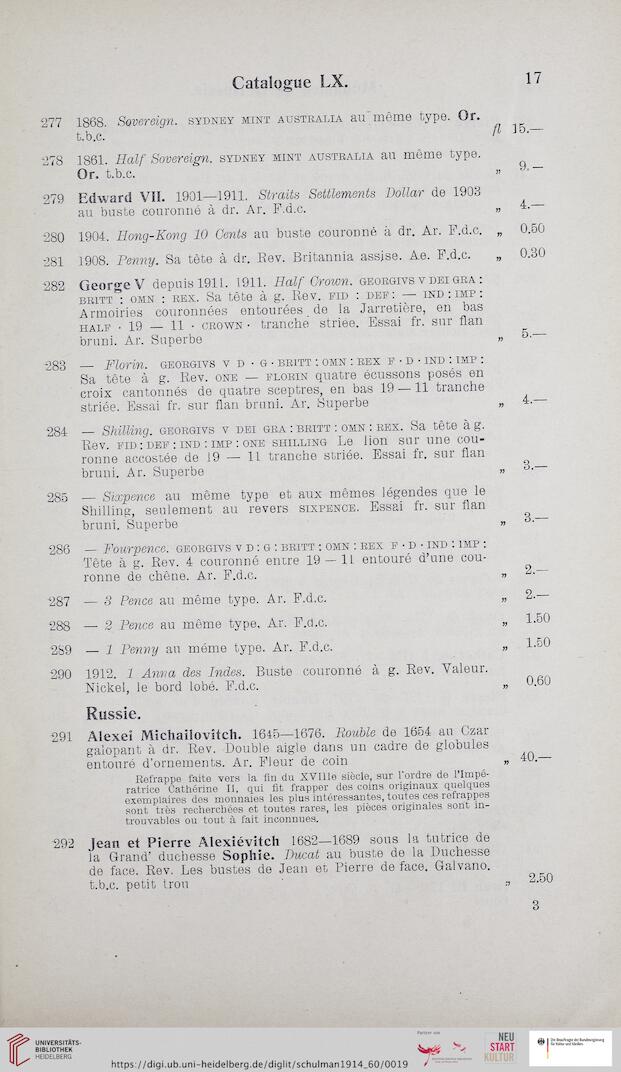 Catalogue LX. 17
277 1868. Sovereign. SYDNEY MINT AUSTRALIA au même type. Or.
t.b.c. fl 15.—
278 1861. Half Sovereign. SYDNEY MINT AUSTRALIA au même type.
Or. t.b.c. „ 9.—
279 Edward VII. 1901—1911. Straits Settlements Dollar de 1903
au buste couronné à dr. Ar. F.d.c. „ 4.—
280 1904. Hong-Kong 10 Cents au buste couronné à dr. Ar. F.d.c. „ 0.50
281 1908. Penny. Sa tête à dr. Rev. Britannia assise. Ae. F.d.c. „ 0.30
282 George V depuis 1911. 1911. Half Crown. GEORGIVS V DEI GRA :
BRITT : OMN : REX. Sa tête à g. Rev. FID : DEF : — IND : IMP :
Armoiries couronnées entourées de la Jarretière, en bas
HALF · 19 — 11 · CROWN · tranche striée. Essai fr. sur flan
bruni. Ar. Superbe „ 5.—
283 — Florin. GEORGIVS V D · G · BRITT : OMN : REX F · D · IND : IMP :
Sa tête à g. Rev. ONE — FLORIN quatre écussons posés en
croix cantonnés de quatre sceptres, en bas 19 — 11 tranche
striée. Essai fr. sur flan bruni. Ar. Superbe „ 4.—
284 — Shilling. GEORGIVS V DEI GRA : BRITT : OMN : REX. Sa tête à g.
Rev. FID : DEF : IND : IMP : ONE SHILLING Le lion sur une cou-
ronne accostée de 19 — 11 tranche striée. Essai fr. sur flan
bruni. Ar. Superbe „ 3.—
285 — Sixpence au même type et aux mêmes légendes que le
Shilling, seulement au revers SIXPENCE. Essai fr. sur flan
bruni. Superbe „ 3.—
286 — Fourpence. GEORGIVS V D : G : BRITT : OMN : REX F · D · IND : IMP :
Tête à g. Rev. 4 couronné entre 19 — 11 entouré d'une cou-
ronne de chêne. Ar. F.d.c. „ 2.—
287 — 3 Pence au même type. Ar. F.d.c. „ 2.—
288 — 2 Pence au même type. Ar. F.d.c. „ 1.50
289 — 1 Penny au même type. Ar. F.d.c. „ 1.50
290 1912. 1 Anna des Indes. Buste couronné à g. Rev. Valeur.
Nickel, le bord lobé. F.d.c. „ 0.60
Russie.
291 Alexei Michailovitch. 1645—1676. Rouble de 1654 au Czar
galopant à dr. Rev. Double aigle dans un cadre de globules
entouré d'ornements. Ar. Fleur de coin „ 40.—
Refrappe faite vers la fin du XVIIIe siècle, sur l'ordre de l'Impé-
ratrice Cathérine II, qui fit frapper des coins originaux quelques
exemplaires des monnaies les plus intéressantes, toutes ces refrappes
sont très recherchées et toutes rares, les pièces originales sont in-
trouvables ou tout à fait inconnues.
292 Jean et Pierre Alexiévitch 1682—1689 sous la tutrice de
la Grand' duchesse Sophie. Ducat au buste de la Duchesse
de face. Rev. Les bustes de Jean et Pierre de face. Galvano.
t.b.c. petit trou „ 2.50
3
UNIVERSITÄTS-
BIBLIOTHEK
HEIDELBERG
https://digi.ub.uni-heidelberg.de/diglit/schulman1914_60/0019
Partner von
NEU
START
KULTUR
Die Beauftragte der Bundesregierung
für Kultur und Medien